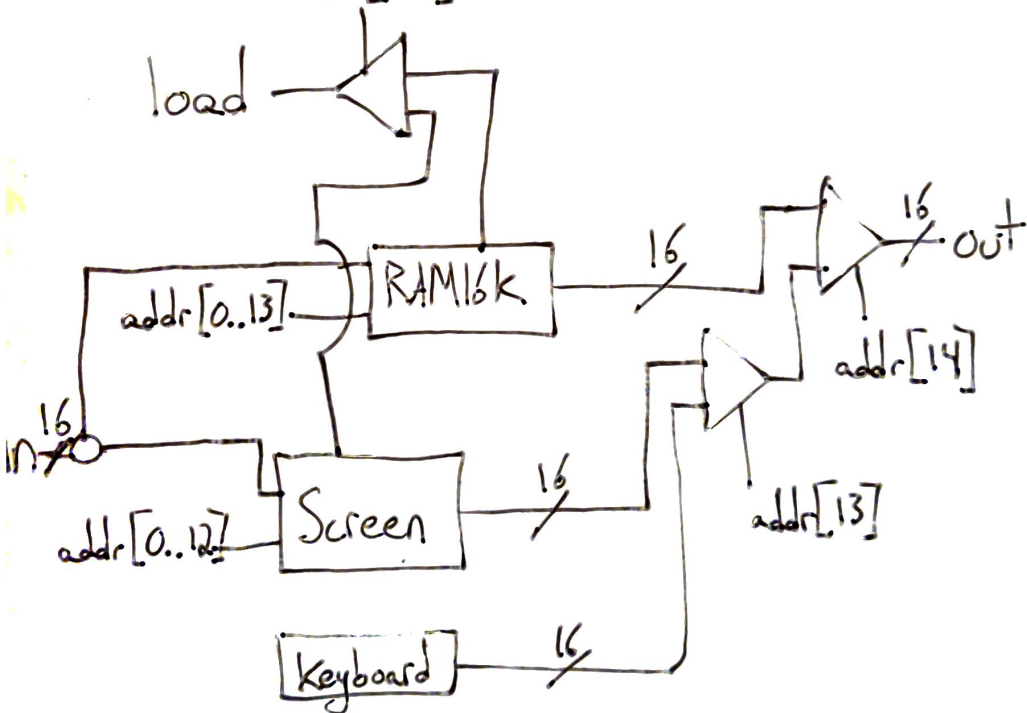 load
16
16
out
RAM16k
addr[0..13]
addr[14]
16
In
16
addr[13]
Screen
addr[0..12]
16
Keyboard